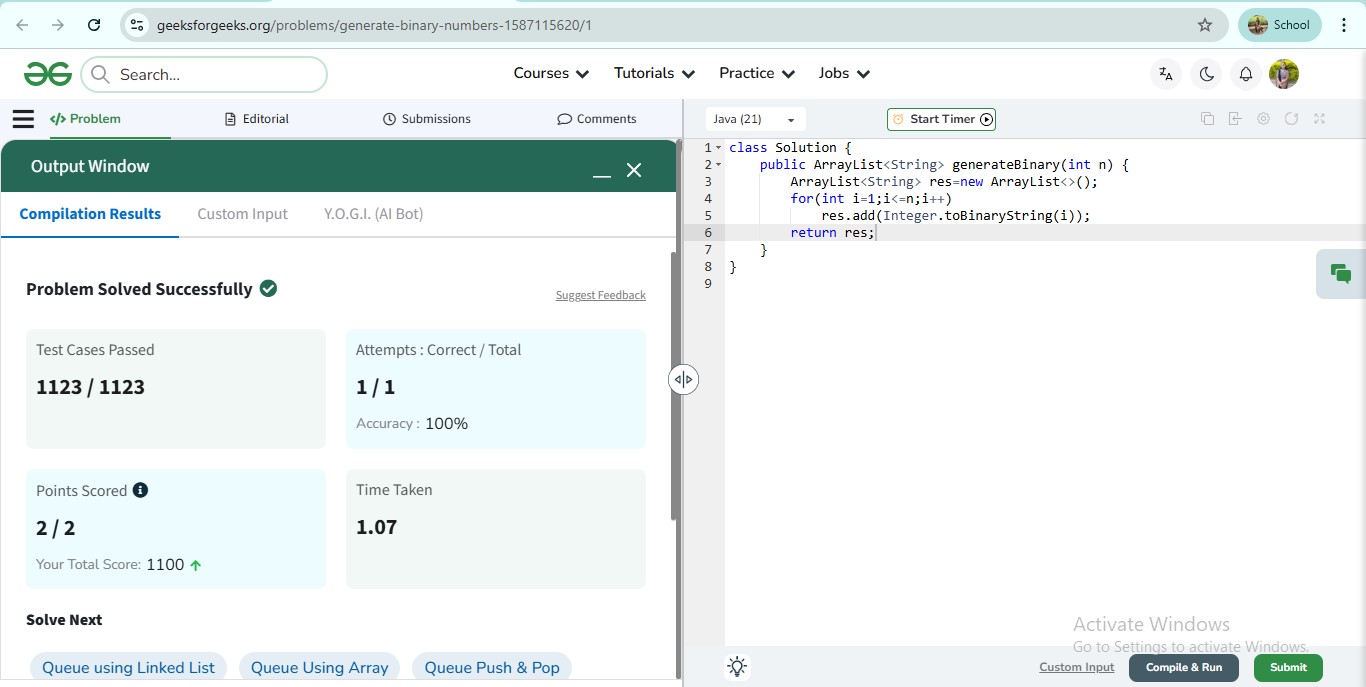 geeksforgeeks.org/problems/generate-binary-numbers-1587115620/1
School
Search...
Courses
Tutorials
Practice
Jobs
Problem
Editorial
Submissions
Comments
Java (21)
Start Timer
Output Window
Compilation Results
Custom Input
Y.O.G.I. (AI Bot)
Problem Solved Successfully
Suggest Feedback
Test Cases Passed
1123 / 1123
Attempts : Correct / Total
1 / 1
Accuracy : 100%
Points Scored
2 / 2
Your Total Score: 1100
Time Taken
1.07
Solve Next
Queue using Linked List
Queue Using Array
Queue Push & Pop
1 class Solution {
2 public ArrayList<String> generateBinary(int n) {
3 ArrayList<String> res=new ArrayList<>();
4 for(int i=1;i<=n;i++)
5 res.add(Integer.toBinaryString(i));
6 return res;
7 }
8 }
9
Activate Windows
Go to Settings to activate Windows.
Custom Input
Compile & Run
Submit